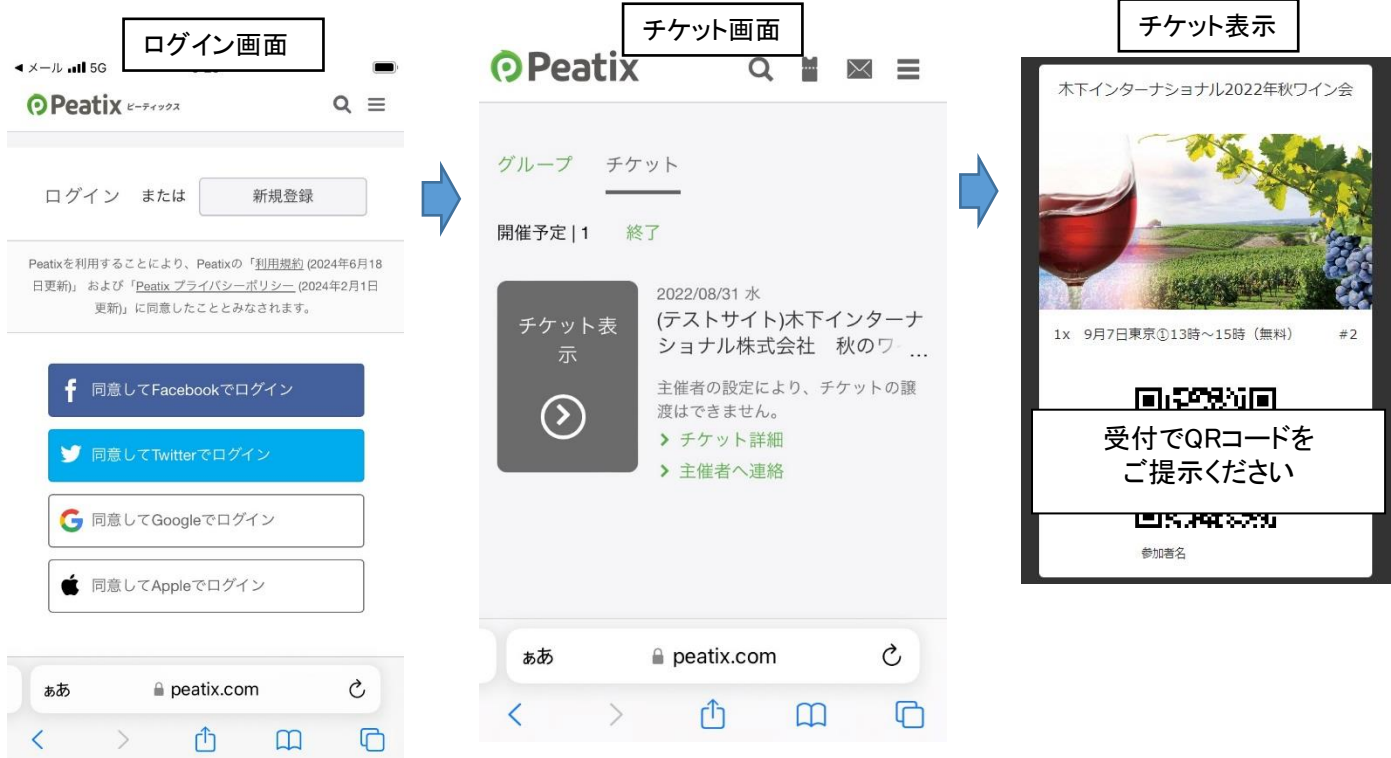 ログイン画面
メール 5G
Peatix ピーティックス
ログイン または 新規登録
Peatixを利用することにより、Peatixの「利用規約 (2024年6月18
日更新)」 および「Peatix プライバシーポリシー (2024年2月1日
更新)」に同意したこととみなされます。
同意してFacebookでログイン
同意してTwitterでログイン
同意してGoogleでログイン
同意してAppleでログイン
ぁあ peatix.com
チケット画面
Peatix
グループ チケット
開催予定 | 1 終了
チケット表
示
2022/08/31 水
(テストサイト)木下インターナ
ショナル株式会社 秋のワ...
主催者の設定により、チケットの譲
渡はできません。
チケット詳細
主催者へ連絡
ぁあ peatix.com
チケット表示
木下インターナショナル2022年秋ワイン会
1x 9月7日東京①13時～15時（無料） #2
受付でQRコードを
ご提示ください
参加者名